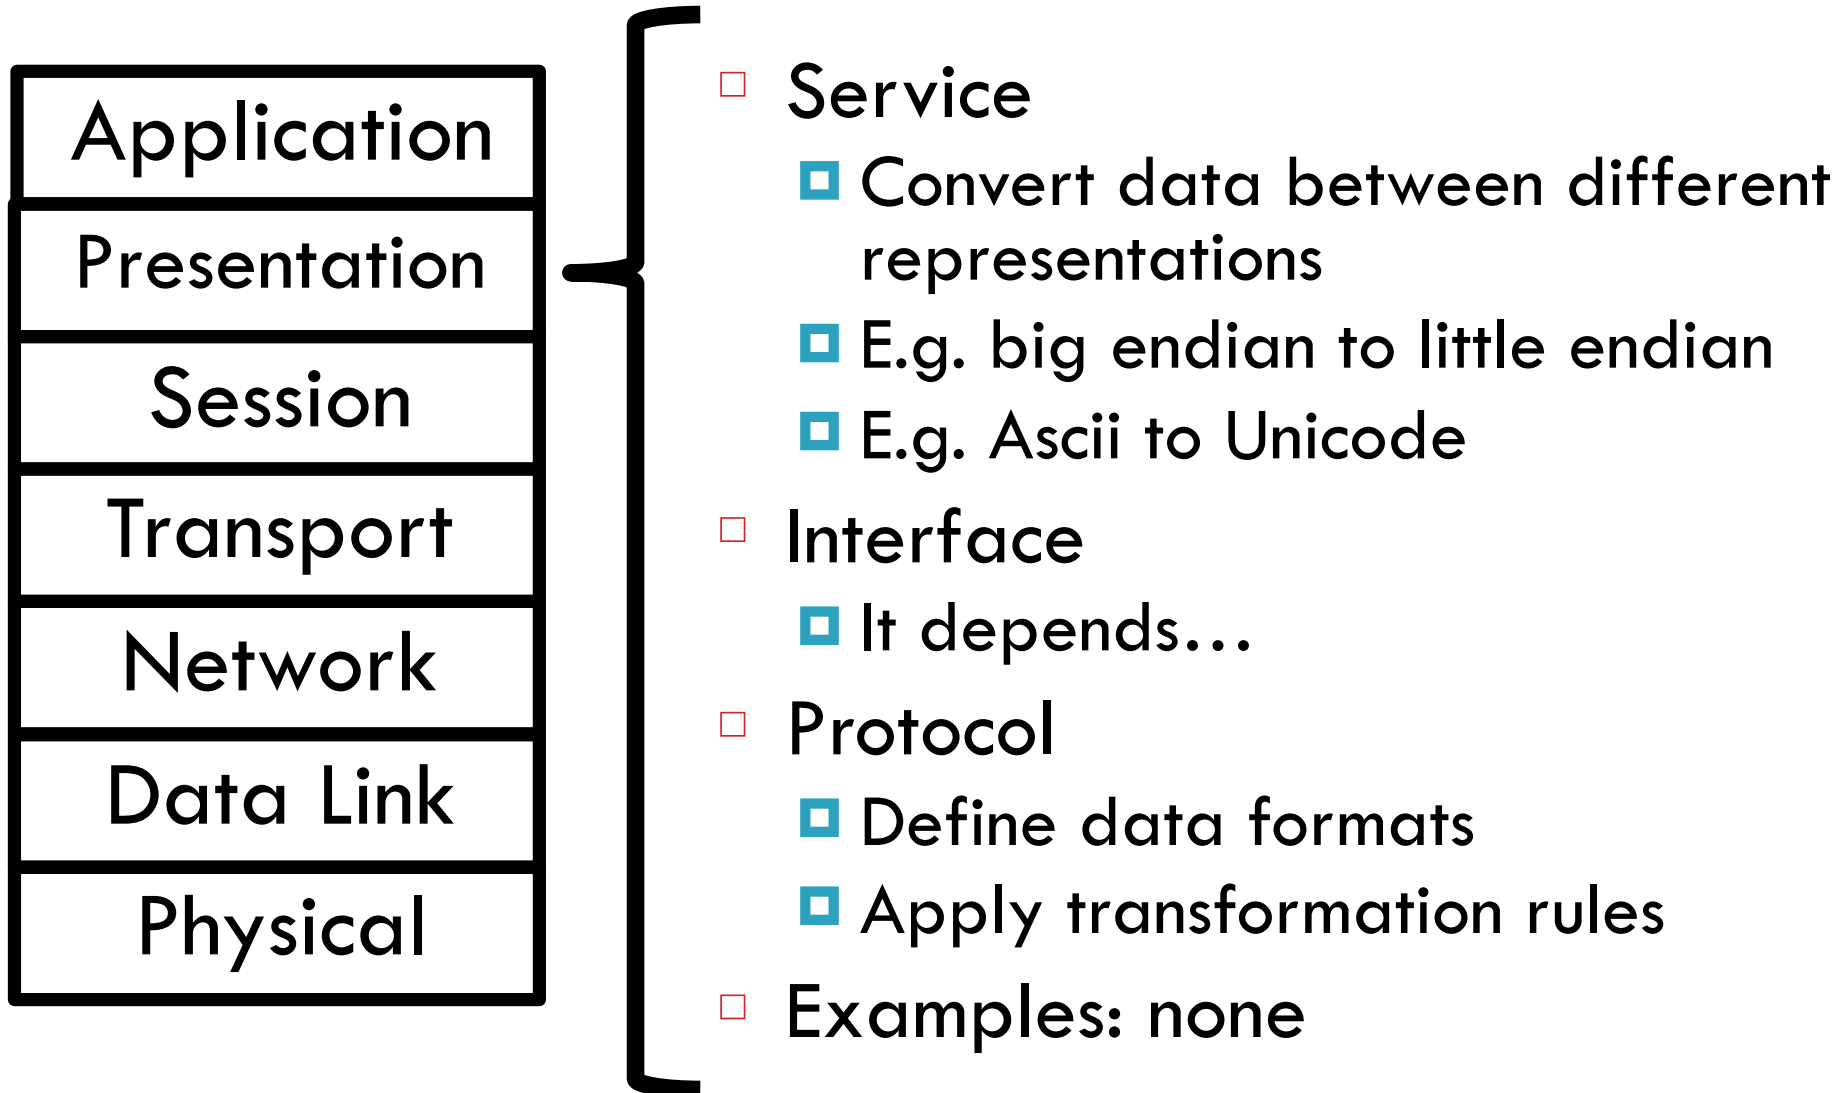 Application
Presentation
Session
Transport
Network
Data Link
Physical
Service
Convert data between different
representations
E.g. big endian to little endian
E.g. Ascii to Unicode
Interface
It depends…
Protocol
Define data formats
Apply transformation rules
Examples: none